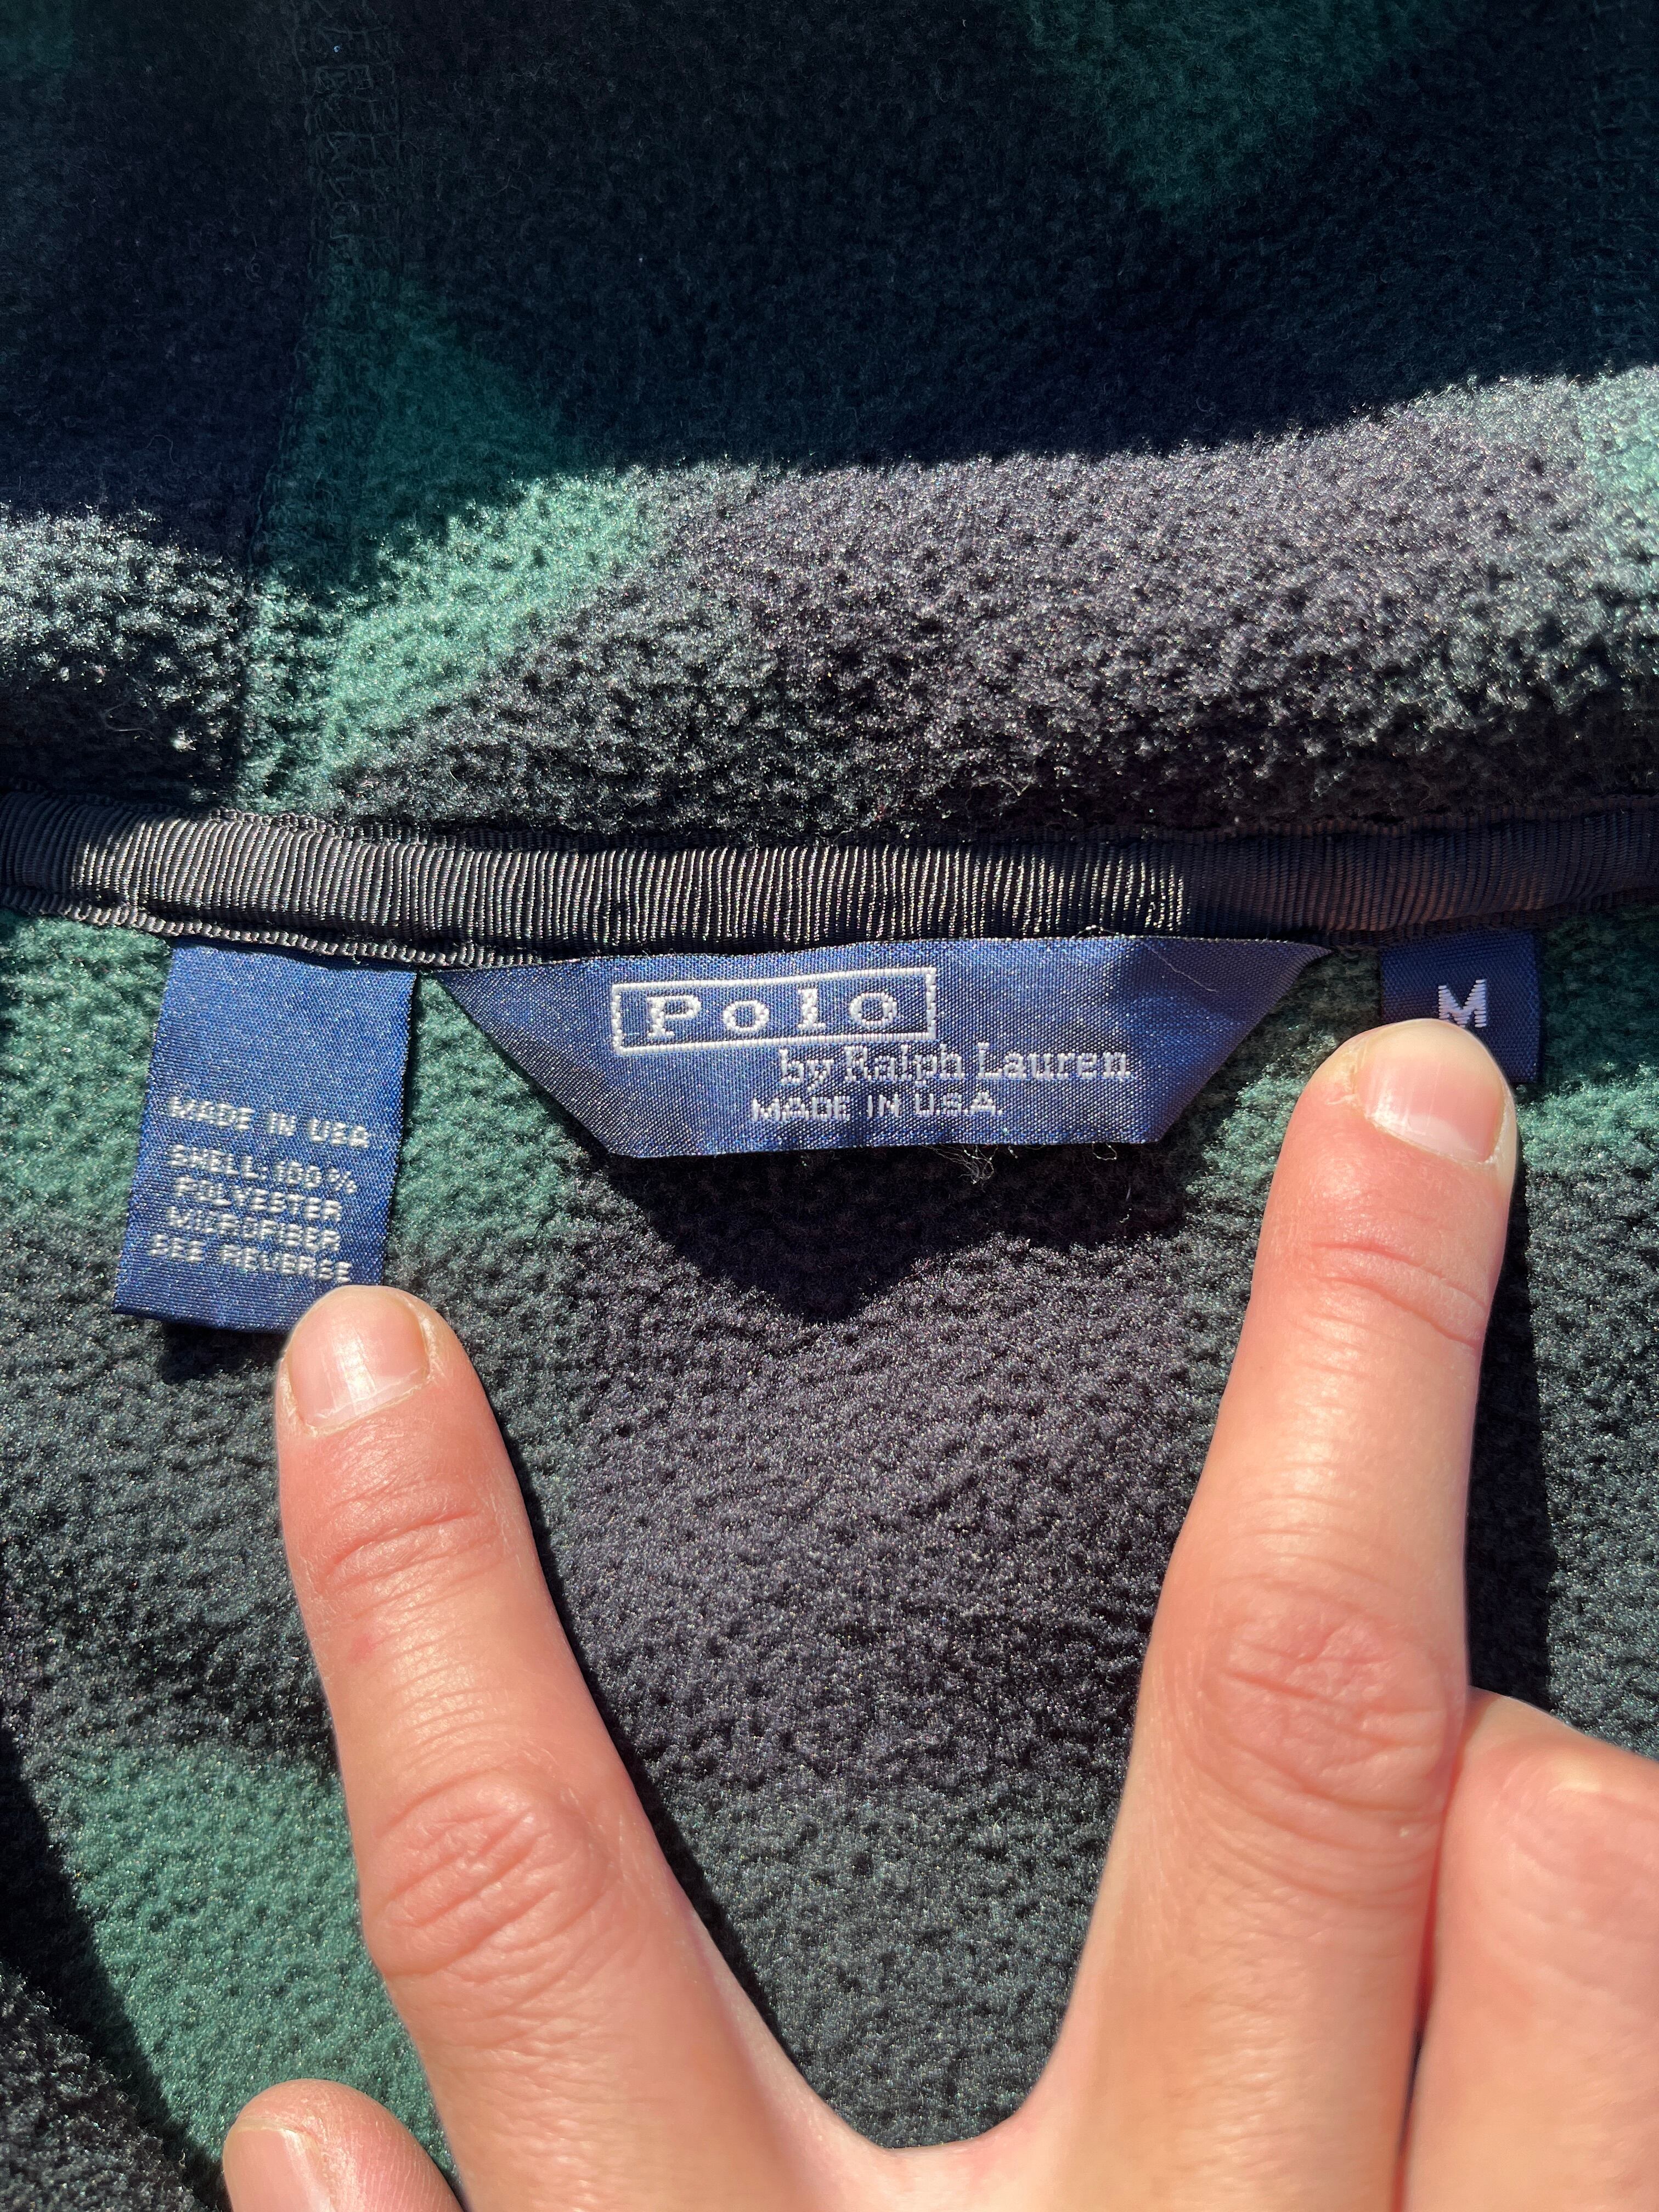 Polo
by Ralph Lauren
MADE IN U.S.A.
M
MADE IN USA
SHELL: 100%
POLYESTER
MICROFIBER
SEE REVERSE